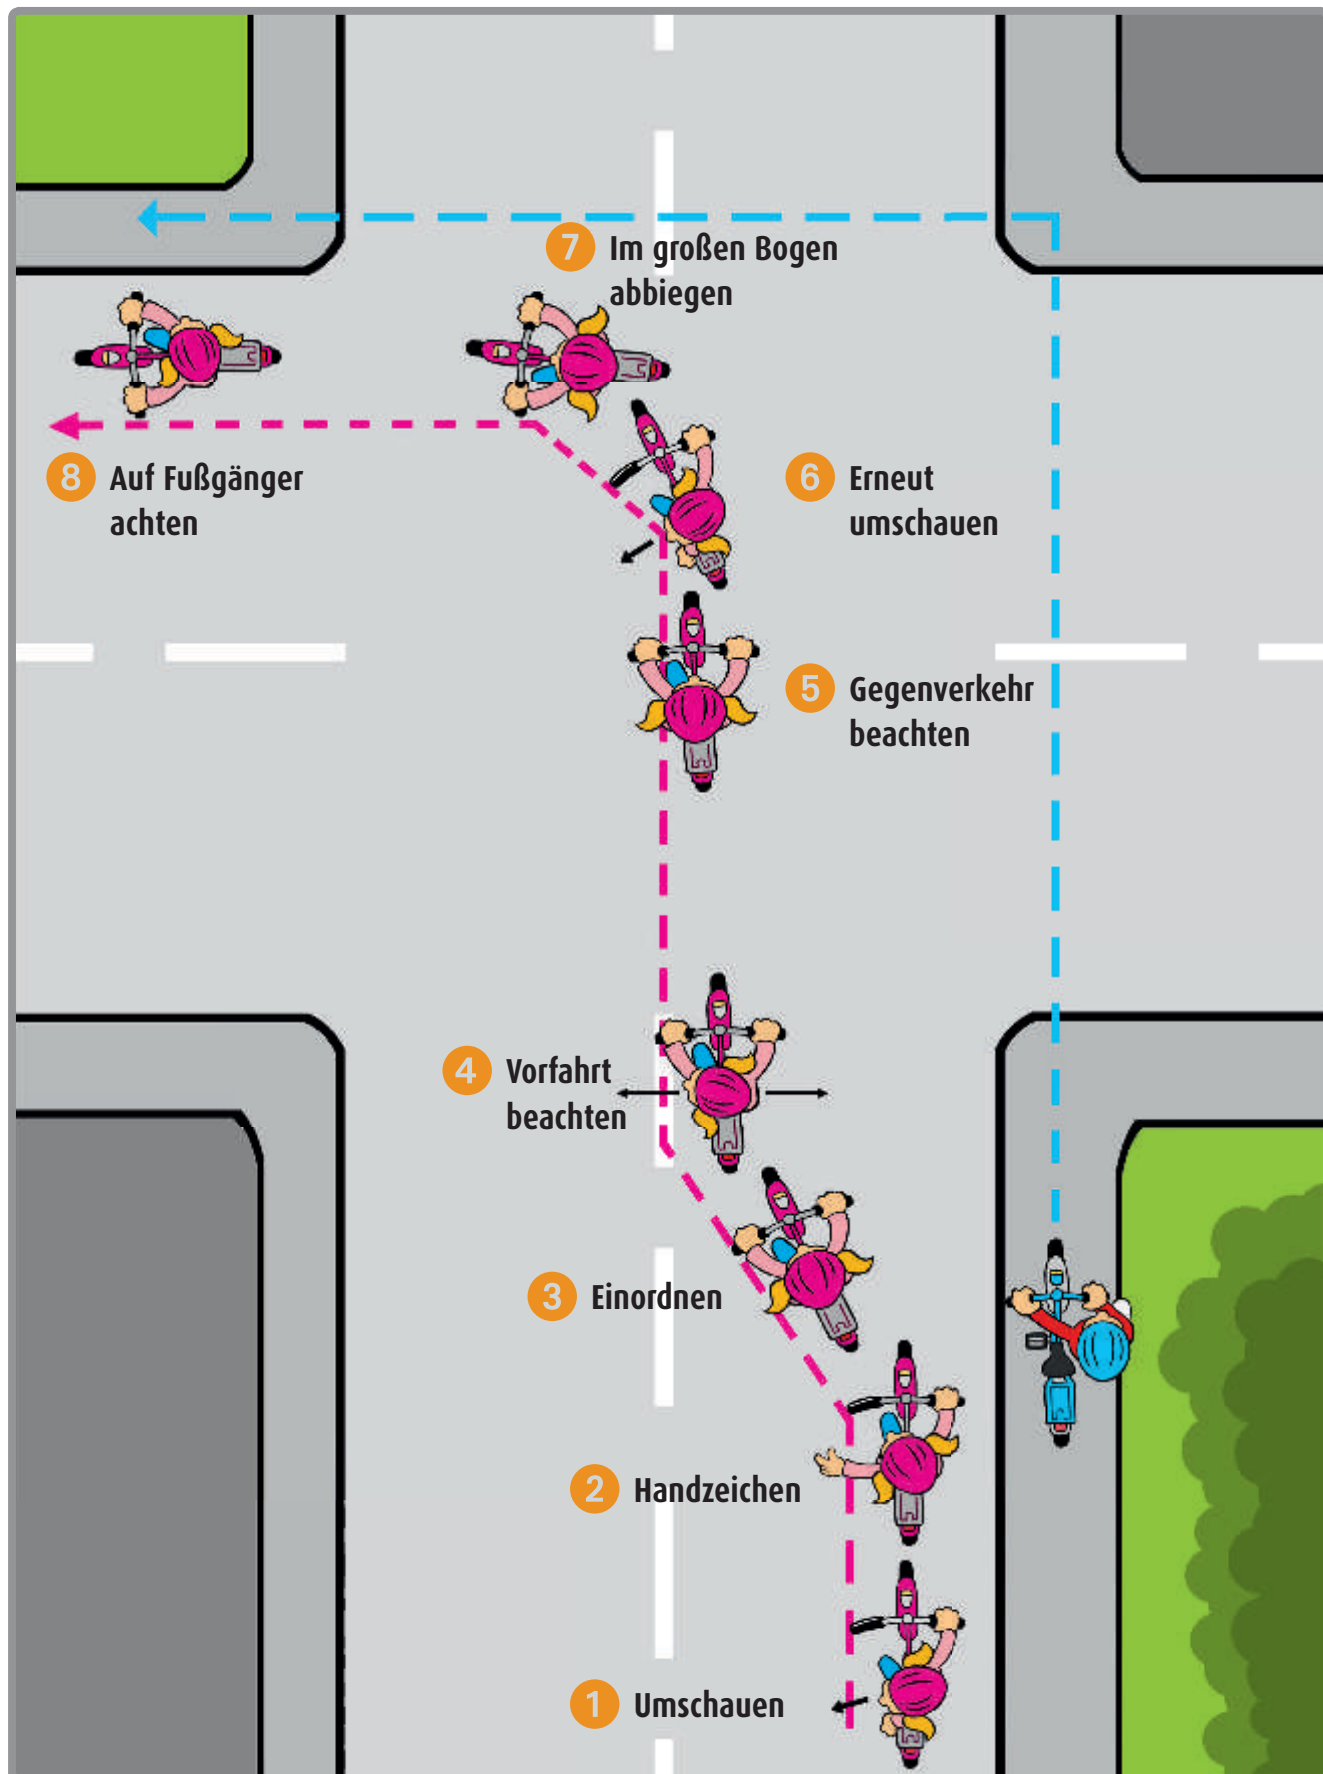 7 Im großen Bogen
abbiegen
8 Auf Fußgänger
achten
6 Erneut
umschauen
5 Gegenverkehr
beachten
4 Vorfahrt
beachten
3 Einordnen
2 Handzeichen
1 Umschauen